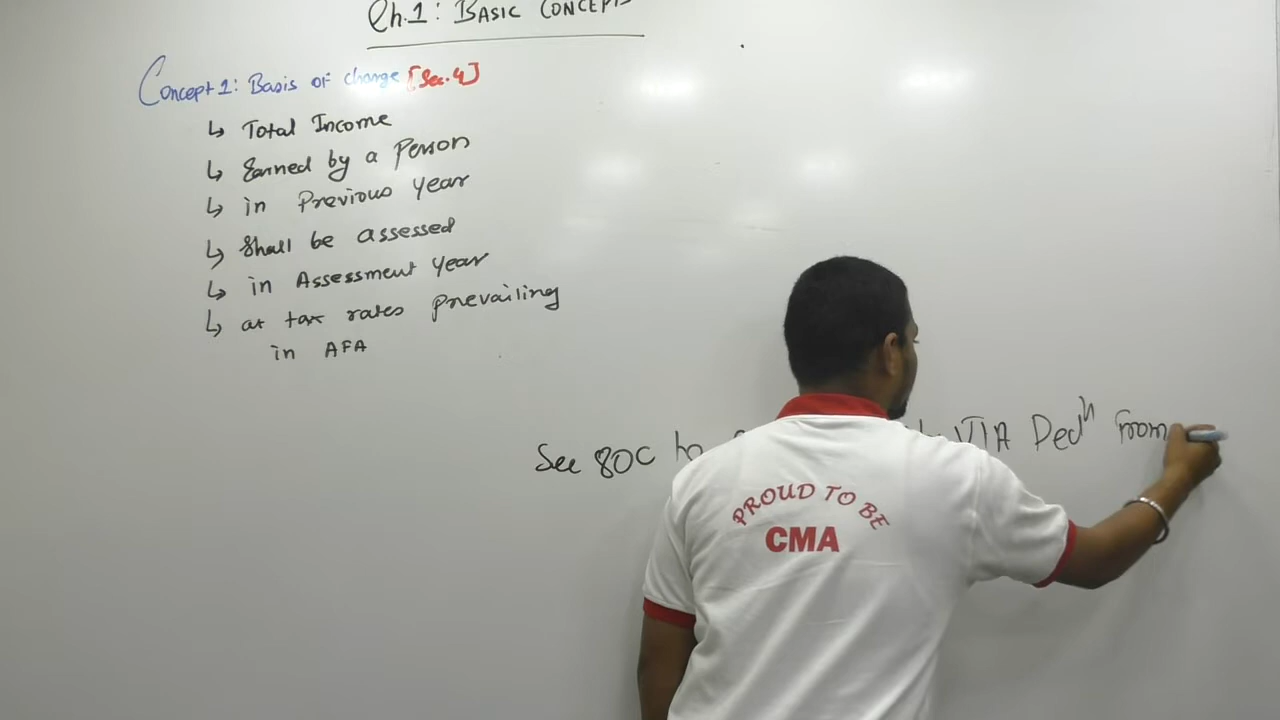 Ch.1: BASIC CONCEPTS
Concept 1: Basis of charge [Sec.4]
↳ Total Income
↳ Earned by a Person
↳ in Previous Year
↳ Shall be assessed
↳ in Assessment Year
↳ at tax rates prevailing
in AFA
Sec 80C to VIA Dedⁿ From
PROUD TO BE
CMA